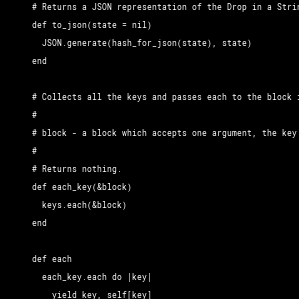 # Returns a JSON representation of the Drop in a
def to_json(state = nil)
JSON.generate(hash_for_json(state), state)
end
# Collects all the keys and passes each to the block
#
# block - a block which accepts one argument, the key
#
# Returns nothing.
def each_key(&block)
keys.each(&block)
end
def each
each_key.each do |key|
yield key, self[key]